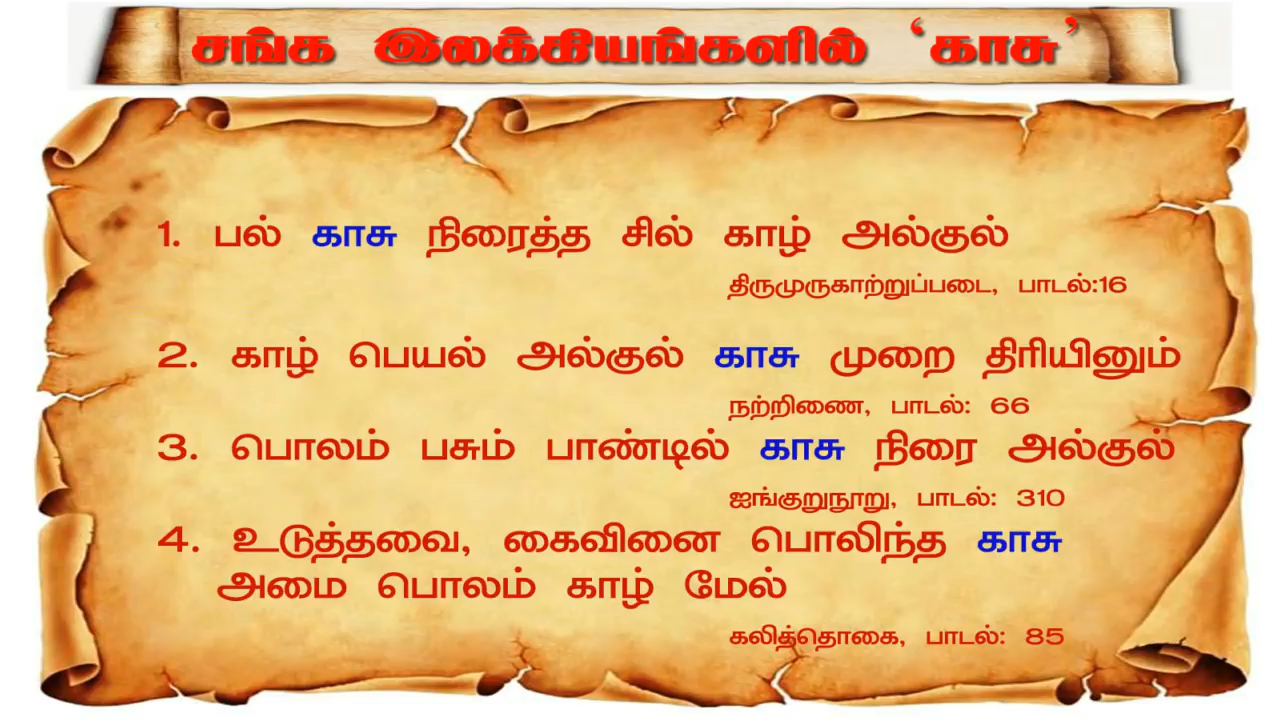 சங்க இலக்கியங்களில் ‘காசு’
1. பல் காசு நிரைத்த சில் காழ் அல்குல்
திருமுருகாற்றுப்படை, பாடல்:16
2. காழ் பெயல் அல்குல் காசு முறை திரியினும்
நற்றிணை, பாடல்: 66
3. பொலம் பசும் பாண்டில் காசு நிரை அல்குல்
ஐங்குறுநூறு, பாடல்: 310
4. உடுத்தவை, கைவினை பொலிந்த காசு
அமை பொலம் காழ் மேல்
கலித்தொகை, பாடல்: 85